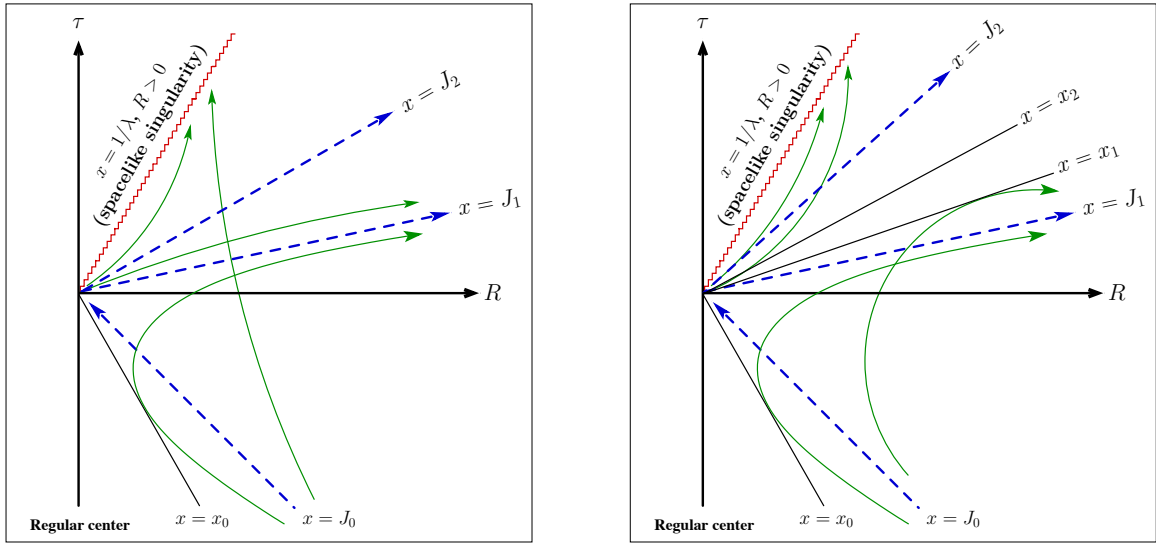 τ
x = 1/λ, R > 0
(spacelike singularity)
x = J₂
x = J₁
R
x = x₀
x = J₀
Regular center
τ
x = 1/λ, R > 0
(spacelike singularity)
x = J₂
x = x₂
x = x₁
x = J₁
R
x = x₀
x = J₀
Regular center